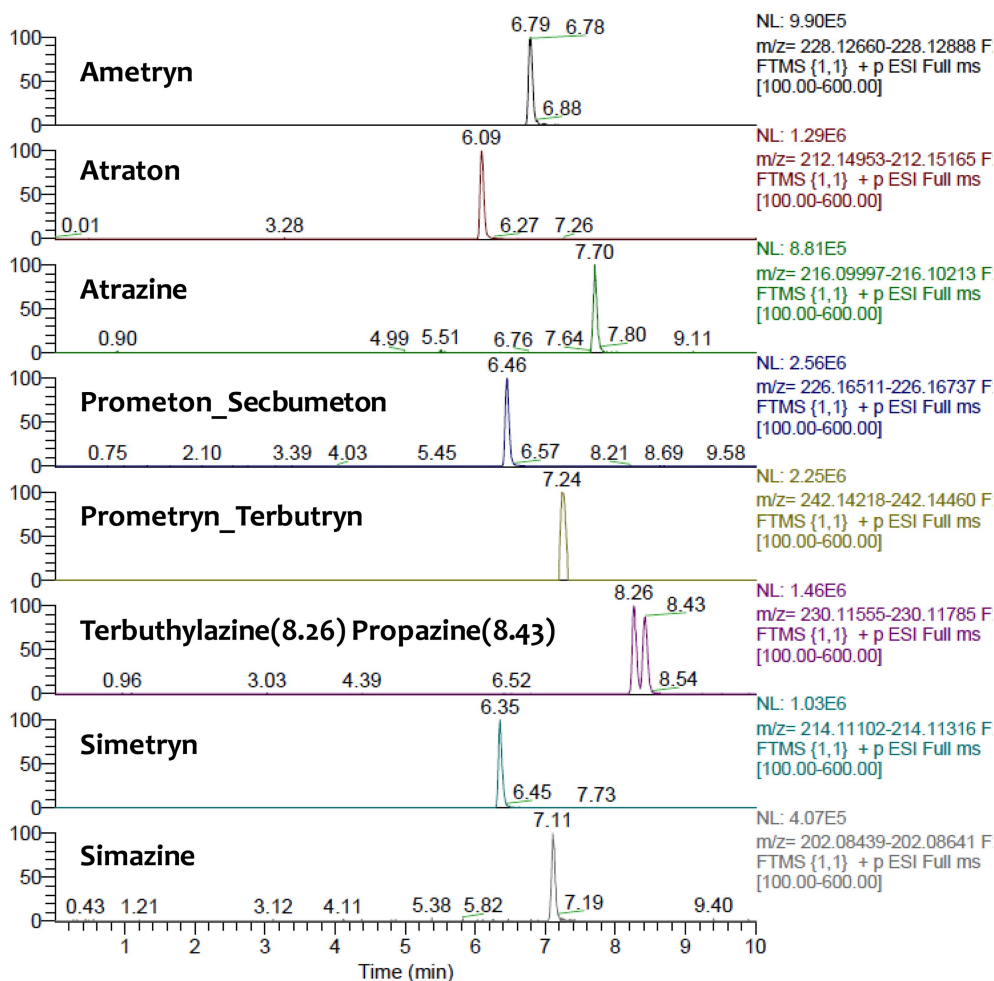 6.79 6.78
NL: 9.90E5
100
m/z= 228.12660-228.12888 F
Ametryn
FTMS {1,1} + p ESI Full ms
50
[100.00-600.00]
6.88
0
6.09
NL: 1.29E6
100
m/z= 212.14953-212.15165 F
Atraton
FTMS {1,1} + p ESI Full ms
50
[100.00-600.00]
0.01 3.28 6.27 7.26
0
7.70
NL: 8.81E5
100
m/z= 216.09997-216.10213 F
Atrazine
FTMS {1,1} + p ESI Full ms
50
[100.00-600.00]
0.90 4.99 5.51 6.76 7.64 7.80 9.11
0
6.46
NL: 2.56E6
100
m/z= 226.16511-226.16737 F
Prometon_Secbumeton
FTMS {1,1} + p ESI Full ms
50
[100.00-600.00]
0.75 2.10 3.39 4.03 5.45 6.57 8.21 8.69 9.58
0
7.24
NL: 2.25E6
100
m/z= 242.14218-242.14460 F
Prometryn_Terbutryn
FTMS {1,1} + p ESI Full ms
50
[100.00-600.00]
0
8.26 8.43
NL: 1.46E6
100
m/z= 230.11555-230.11785 F
Terbuthylazine(8.26) Propazine(8.43)
FTMS {1,1} + p ESI Full ms
50
[100.00-600.00]
0.96 3.03 4.39 6.52 8.54
0
6.35
NL: 1.03E6
100
m/z= 214.11102-214.11316 F
Simetryn
FTMS {1,1} + p ESI Full ms
50
[100.00-600.00]
6.45 7.73
0
7.11
NL: 4.07E5
100
m/z= 202.08439-202.08641 F
Simazine
FTMS {1,1} + p ESI Full ms
50
[100.00-600.00]
0.43 1.21 3.12 4.11 5.38 5.82 7.19 9.40
0
1 2 3 4 5 6 7 8 9 10
Time (min)